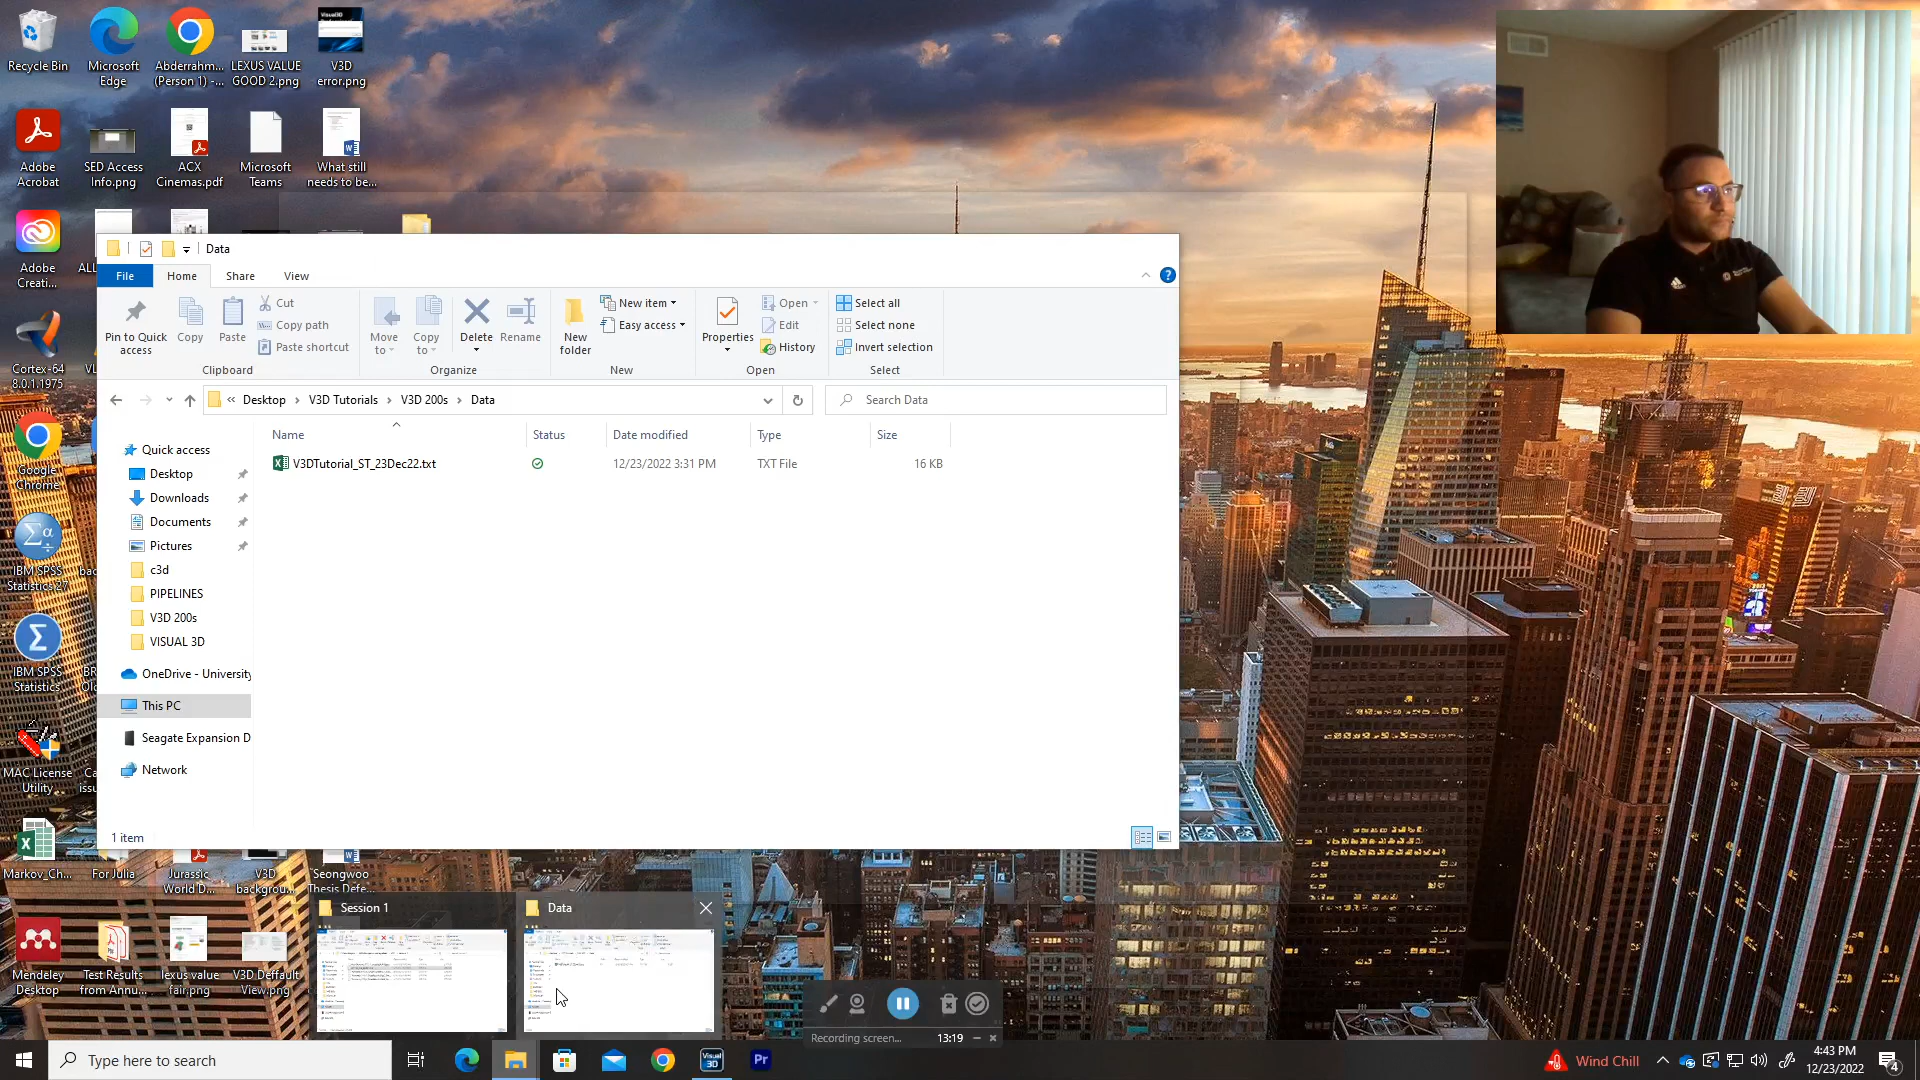 Recycle Bin
Microsoft
Edge
Abderrahm...
(Person 1) -...
LEXUS VALUE
GOOD 2.png
V3D
error.png
Adobe
Acrobat
SED Access
Info.png
ACX
Cinemas.pdf
Microsoft
Teams
What still
needs to be...
Adobe
Creati...
Cortex-64
8.0.1.1975
Google
Chrome
IBM SPSS
Statistics 27
IBM SPSS
Statistics
MAC License
Utility
Markov_Ch...
For Julia
Jurassic
World D...
V3D
backgrou...
Seongwoo
Thesis Defe...
Mendeley
Desktop
Test Results
from Annu...
lexus value
fair.png
V3D Deffault
View.png
Data
File
Home
Share
View
Pin to Quick
access
Copy
Paste
Cut
Copy path
Paste shortcut
Clipboard
Move
to
Copy
to
Delete
Rename
Organize
New
folder
New item
Easy access
New
Properties
Open
Edit
History
Open
Select all
Select none
Invert selection
Select
« Desktop › V3D Tutorials › V3D 200s › Data
Search Data
Name
Status
Date modified
Type
Size
V3DTutorial_ST_23Dec22.txt
12/23/2022 3:31 PM
TXT File
16 KB
Quick access
Desktop
Downloads
Documents
Pictures
c3d
PIPELINES
V3D 200s
VISUAL 3D
OneDrive - University
This PC
Seagate Expansion D
Network
1 item
Session 1
Data
Recording screen...
13:19
Type here to search
Visual
3D
Pr
Wind Chill
4:43 PM
12/23/2022
4